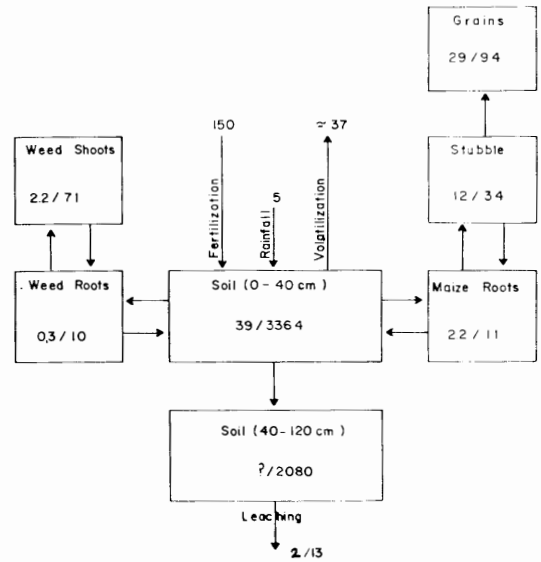 Grains
29/94
150
≈ 37
Weed Shoots
2.2/71
Stubble
12/34
Fertilization
5
Rainfall
Volptilization
Weed Roots
0,3/10
Soil (0-40 cm)
39/3364
Maize Roots
22/11
Soil (40-120 cm)
?/2080
Leaching
2/13